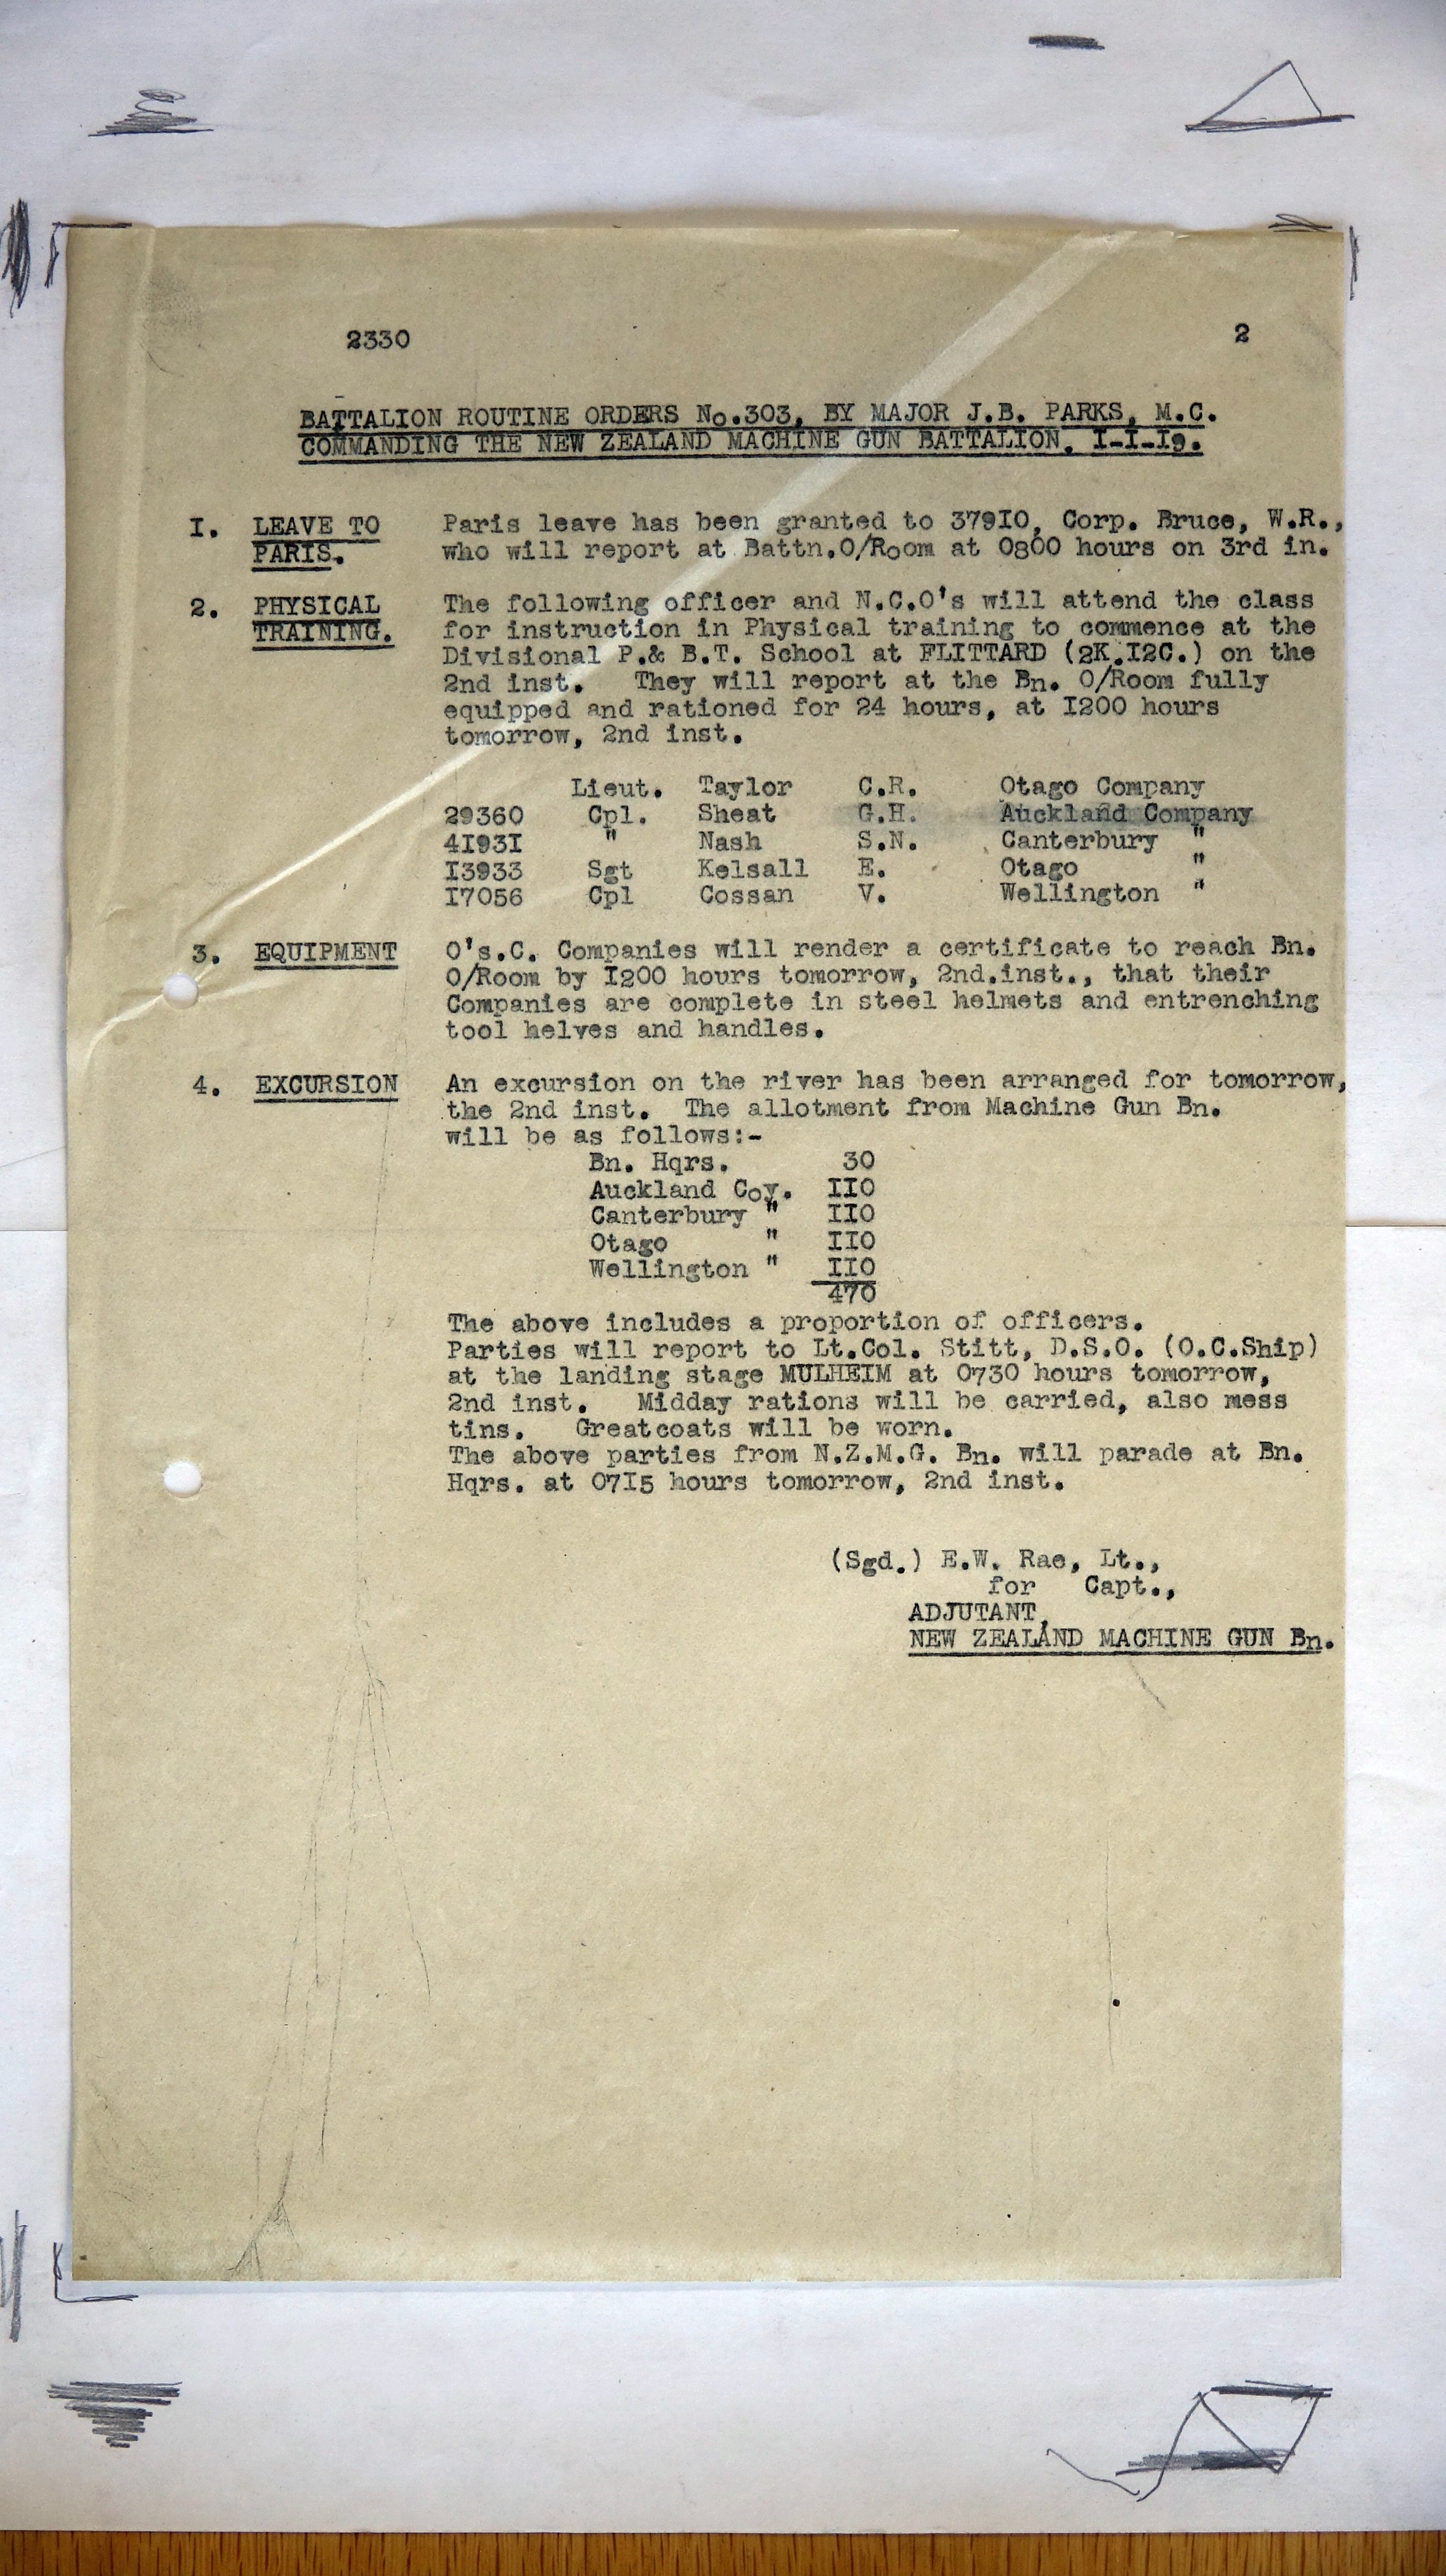 2330 2
BATTALION ROUTINE ORDERS No.303, BY MAJOR J.B. PARKS, M.C.
COMMANDING THE NEW ZEALAND MACHINE GUN BATTALION. I-I-I9.
I. LEAVE TO Paris leave has been granted to 379I0, Corp. Bruce, W.R.,
PARIS. who will report at Battn.O/Room at 0800 hours on 3rd in.
2. PHYSICAL The following officer and N.C.O's will attend the class
TRAINING. for instruction in Physical training to commence at the
Divisional P.& B.T. School at FLITTARD (2K.I2C.) on the
2nd inst. They will report at the Bn. O/Room fully
equipped and rationed for 24 hours, at I200 hours
tomorrow, 2nd inst.
Lieut. Taylor C.R. Otago Company
29360 Cpl. Sheat G.H. Auckland Company
4I93I " Nash S.N. Canterbury "
I3933 Sgt Kelsall E. Otago "
I7056 Cpl Cossan V. Wellington "
3. EQUIPMENT O's.C. Companies will render a certificate to reach Bn.
O/Room by I200 hours tomorrow, 2nd.inst., that their
Companies are complete in steel helmets and entrenching
tool helves and handles.
4. EXCURSION An excursion on the river has been arranged for tomorrow,
the 2nd inst. The allotment from Machine Gun Bn.
will be as follows:-
Bn. Hqrs. 30
Auckland Coy. II0
Canterbury " II0
Otago " II0
Wellington " II0
470
The above includes a proportion of officers.
Parties will report to Lt.Col. Stitt, D.S.O. (O.C.Ship)
at the landing stage MULHEIM at 0730 hours tomorrow,
2nd inst. Midday rations will be carried, also mess
tins. Greatcoats will be worn.
The above parties from N.Z.M.G. Bn. will parade at Bn.
Hqrs. at 07I5 hours tomorrow, 2nd inst.
(Sgd.) E.W. Rae, Lt.,
for Capt.,
ADJUTANT,
NEW ZEALAND MACHINE GUN Bn.